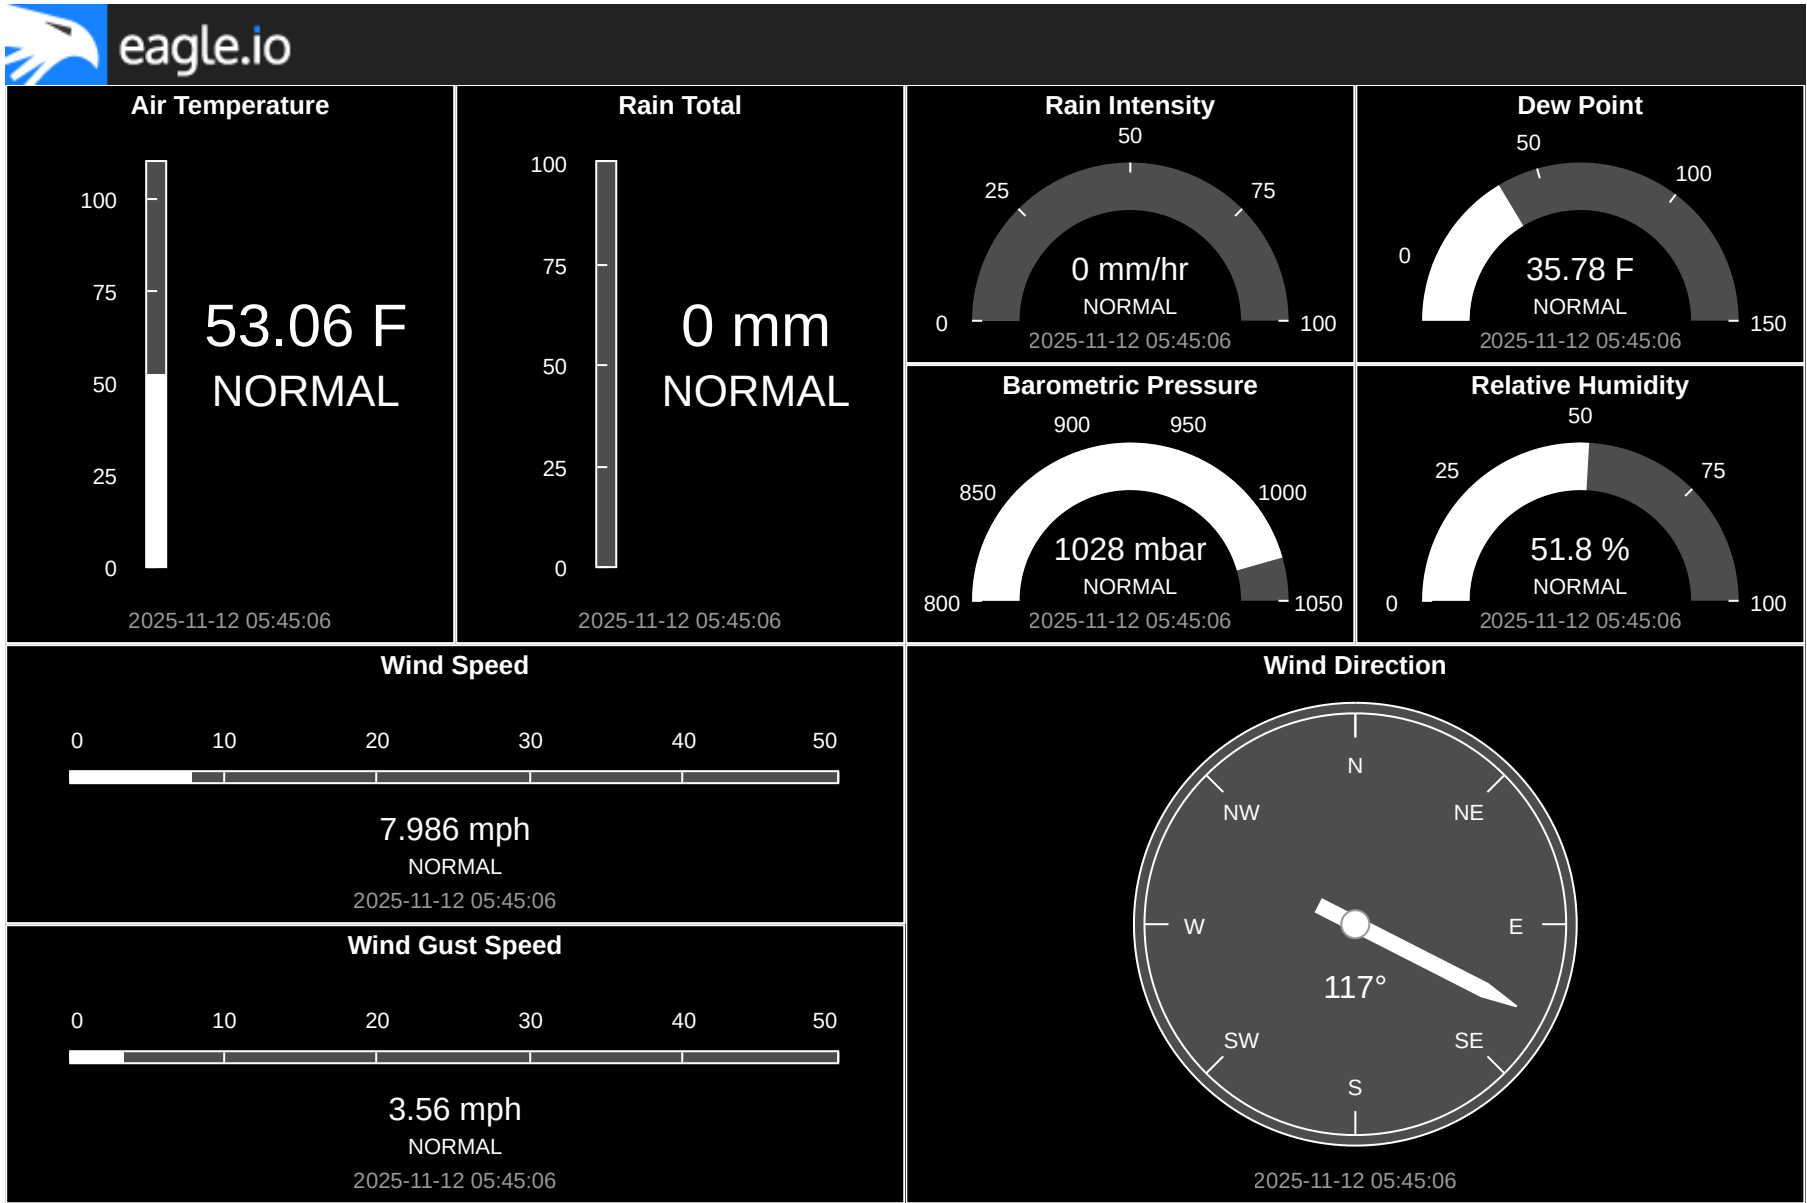 eagle.io
Air Temperature
100
75
50
25
0
53.06 F
NORMAL
2025-11-12 05:45:06
Rain Total
100
75
50
25
0
0 mm
NORMAL
2025-11-12 05:45:06
Rain Intensity
50
25
75
0
100
0 mm/hr
NORMAL
2025-11-12 05:45:06
Dew Point
50
100
0
150
35.78 F
NORMAL
2025-11-12 05:45:06
Barometric Pressure
900
950
850
1000
800
1050
1028 mbar
NORMAL
2025-11-12 05:45:06
Relative Humidity
50
25
75
0
100
51.8 %
NORMAL
2025-11-12 05:45:06
Wind Speed
0 10 20 30 40 50
7.986 mph
NORMAL
2025-11-12 05:45:06
Wind Gust Speed
0 10 20 30 40 50
3.56 mph
NORMAL
2025-11-12 05:45:06
Wind Direction
N
NW
NE
W
E
117°
SW
SE
S
2025-11-12 05:45:06